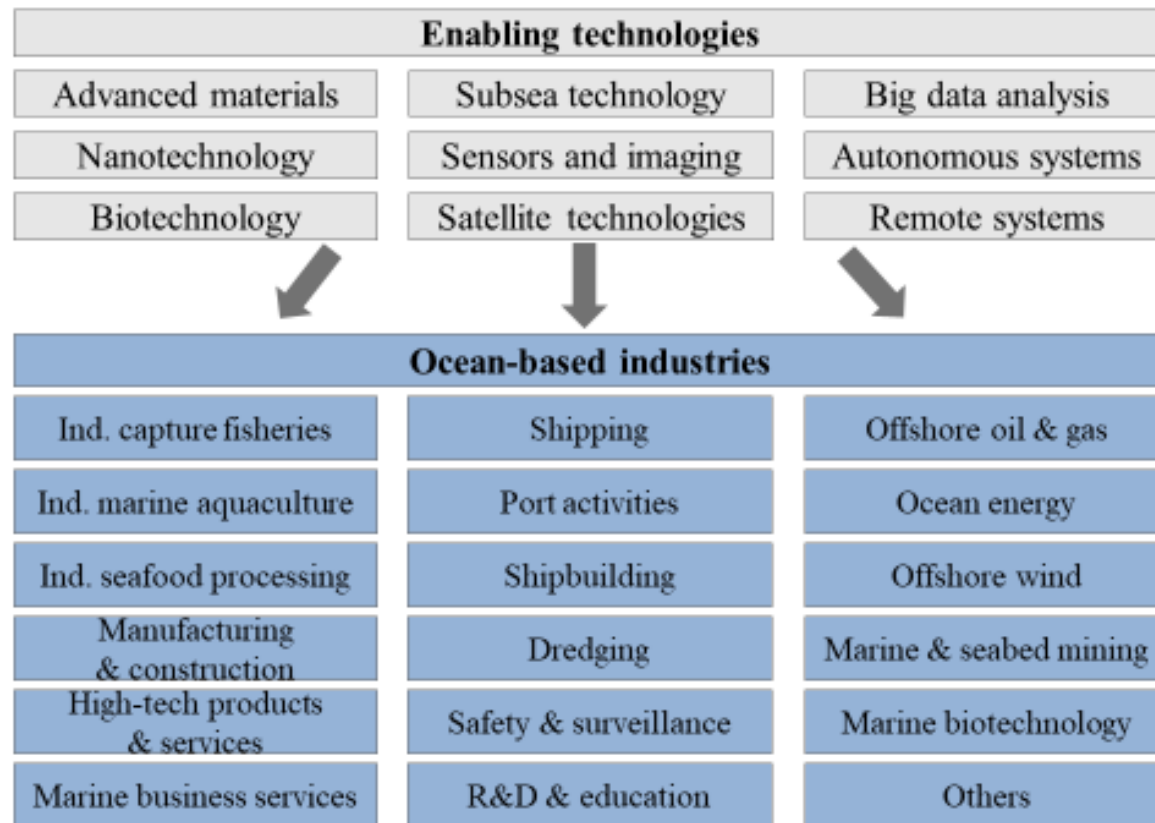 Enabling technologies
Advanced materials
Subsea technology
Big data analysis
Nanotechnology
Sensors and imaging
Autonomous systems
Biotechnology
Satellite technologies
Remote systems
Ocean-based industries
Ind. capture fisheries
Shipping
Offshore oil & gas
Ind. marine aquaculture
Port activities
Ocean energy
Ind. seafood processing
Shipbuilding
Offshore wind
Manufacturing
& construction
Dredging
Marine & seabed mining
High-tech products
& services
Safety & surveillance
Marine biotechnology
Marine business services
R&D & education
Others